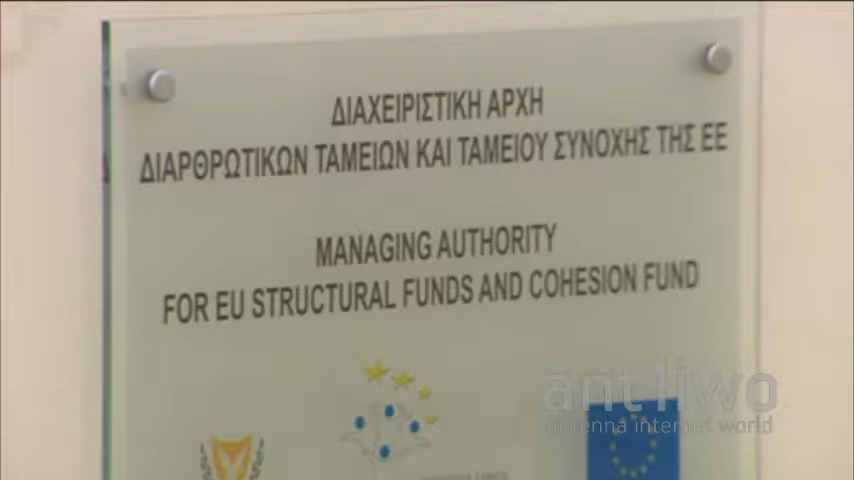 ΔΙΑΧΕΙΡΙΣΤΙΚΗ ΑΡΧΗ
ΔΙΑΡΘΡΩΤΙΚΩΝ ΤΑΜΕΙΩΝ ΚΑΙ ΤΑΜΕΙΟΥ ΣΥΝΟΧΗΣ ΤΗΣ ΕΕ
MANAGING AUTHORITY
FOR EU STRUCTURAL FUNDS AND COHESION FUND
ant1iwo
antenna internet world